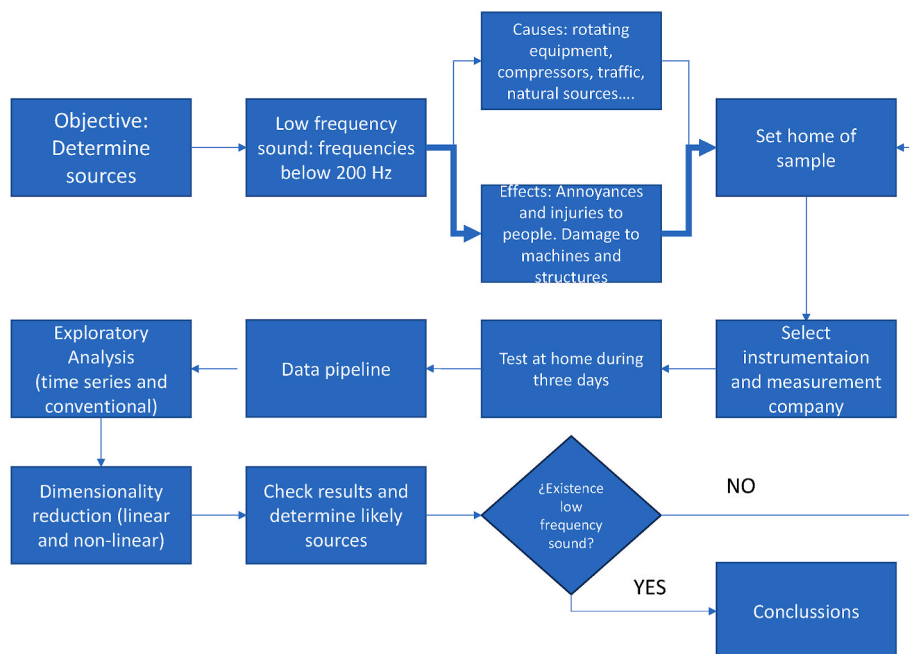 Objective:
Determine
sources
Low frequency
sound: frequencies
below 200 Hz
Causes: rotating
equipment,
compressors, traffic,
natural sources....
Effects: Annoyances
and injuries to
people. Damage to
machines and
structures
Set home of
sample
Select
instrumentaion
and measurement
company
Test at home during
three days
Data pipeline
Exploratory
Analysis
(time series and
conventional)
Dimensionality
reduction (linear
and non-linear)
Check results and
determine likely
sources
¿Existence
low
frequency
sound?
NO
YES
Conclussions